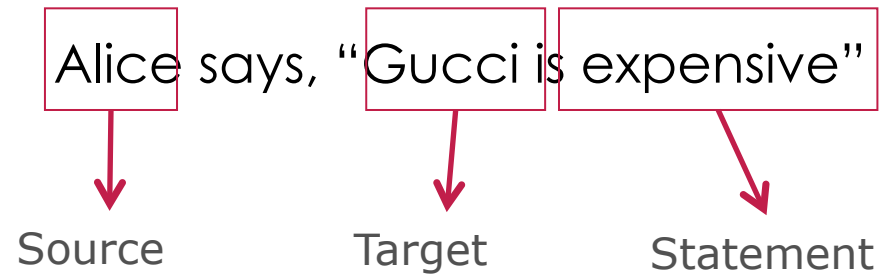 Alice says, “Gucci is expensive”
Source Target Statement